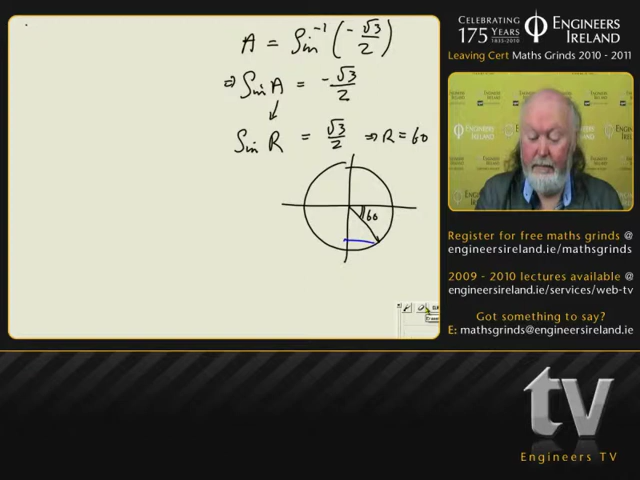 A = Sin⁻¹(-√3/2)
⇒ Sin A = -√3/2
Sin R = √3/2 ⇒ R = 60
60
CELEBRATING
175 YEARS
1835-2010
ENGINEERS
IRELAND
Leaving Cert Maths Grinds 2010 - 2011
Register for free maths grinds @
engineersireland.ie/mathsgrinds
2009 - 2010 lectures available @
engineersireland.ie/services/web-tv
Got something to say?
E: mathsgrinds@engineersireland.ie
tv
Engineers TV